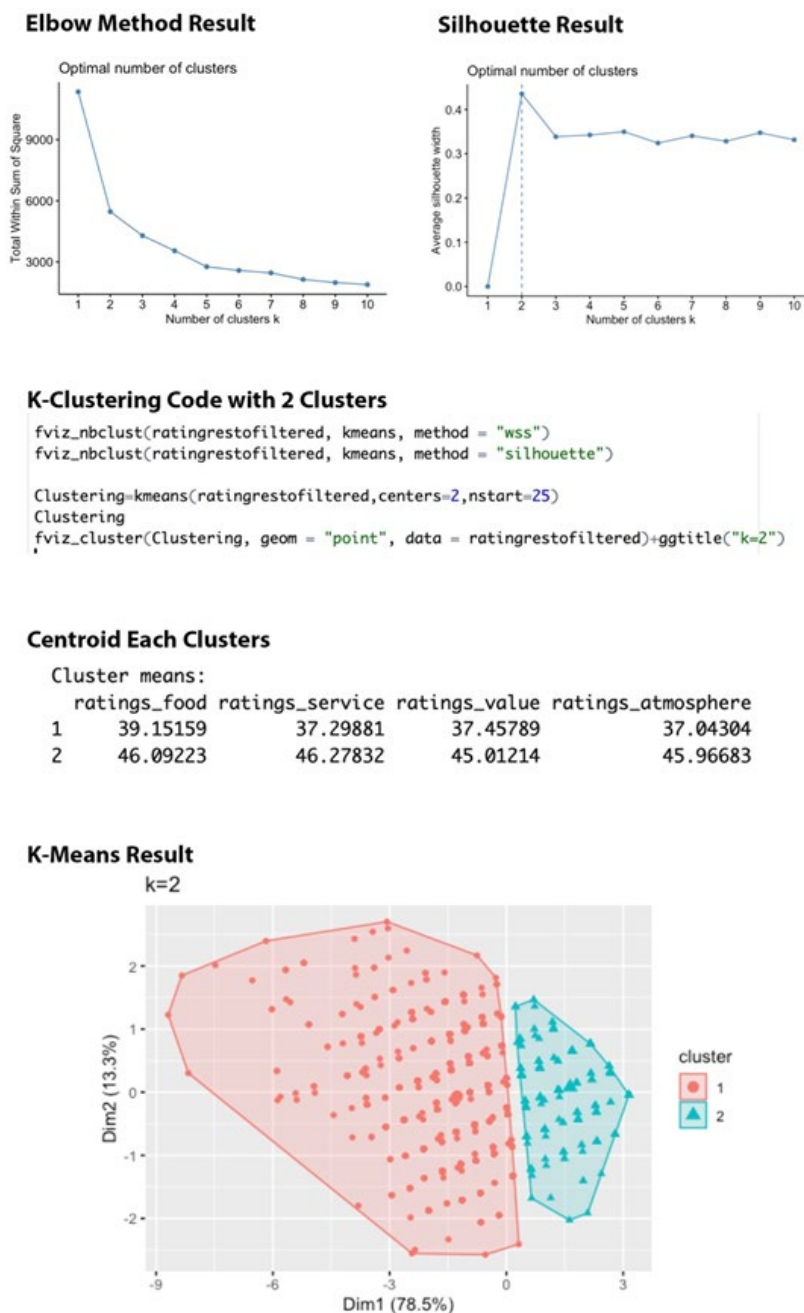 Elbow Method Result
Optimal number of clusters
Total Within Sum of Square
9000
6000
3000
1 2 3 4 5 6 7 8 9 10
Number of clusters k
Silhouette Result
Optimal number of clusters
Average silhouette width
0.4
0.3
0.2
0.1
0.0
1 2 3 4 5 6 7 8 9 10
Number of clusters k
K-Clustering Code with 2 Clusters
fviz_nbclust(ratingrestofiltered, kmeans, method = "wss")
fviz_nbclust(ratingrestofiltered, kmeans, method = "silhouette")
Clustering=kmeans(ratingrestofiltered,centers=2,nstart=25)
Clustering
fviz_cluster(Clustering, geom = "point", data = ratingrestofiltered)+ggtitle("k=2")
Centroid Each Clusters
Cluster means:
ratings_food ratings_service ratings_value ratings_atmosphere
1 39.15159 37.29881 37.45789 37.04304
2 46.09223 46.27832 45.01214 45.96683
K-Means Result
k=2
Dim2 (13.3%)
2
1
0
-1
-2
-9 -6 -3 0 3
Dim1 (78.5%)
cluster
1
2